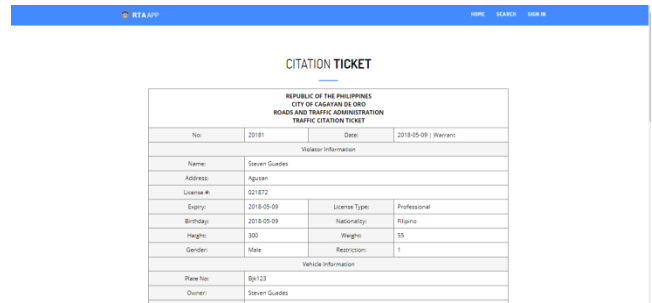 RTA APP
HOME SEARCH SIGN IN
CITATION TICKET
REPUBLIC OF THE PHILIPPINES
CITY OF CAGAYAN DE ORO
ROADS AND TRAFFIC ADMINISTRATION
TRAFFIC CITATION TICKET
No: 20181 Date: 2018-05-09 | Warrant
Violator Information
Name: Steven Guades
Address: Agusan
License #: 021872
Expiry: 2018-05-09 License Type: Professional
Birthday: 2018-05-09 Nationality: Filipino
Height: 300 Weight: 55
Gender: Male Restriction: 1
Vehicle Information
Plate No: Bjk123
Owner: Steven Guades